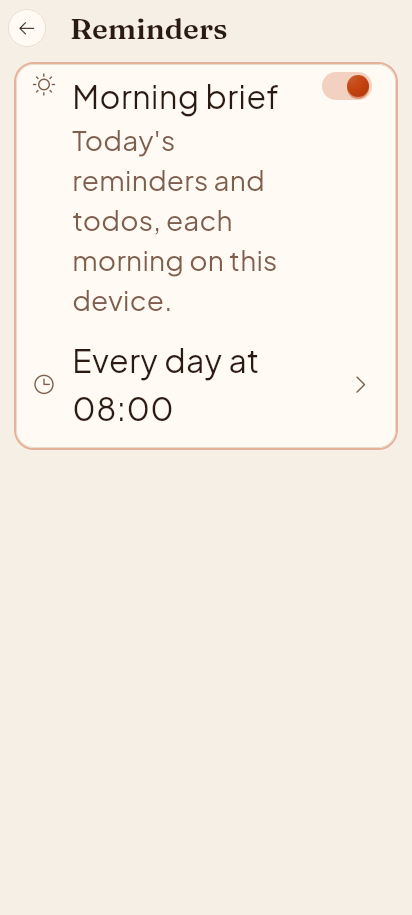 Reminders
Morning brief
Today's
reminders and
todos, each
morning on this
device.
Every day at
08:00